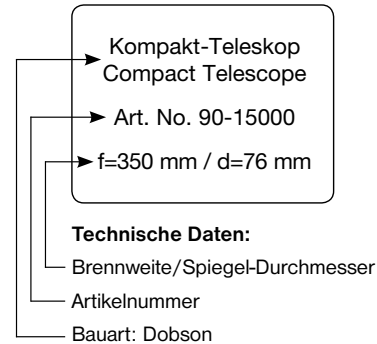 Kompakt-Teleskop
Compact Telescope
Art. No. 90-15000
f=350 mm / d=76 mm
Technische Daten:
Brennweite/Spiegel-Durchmesser
Artikelnummer
Bauart: Dobson